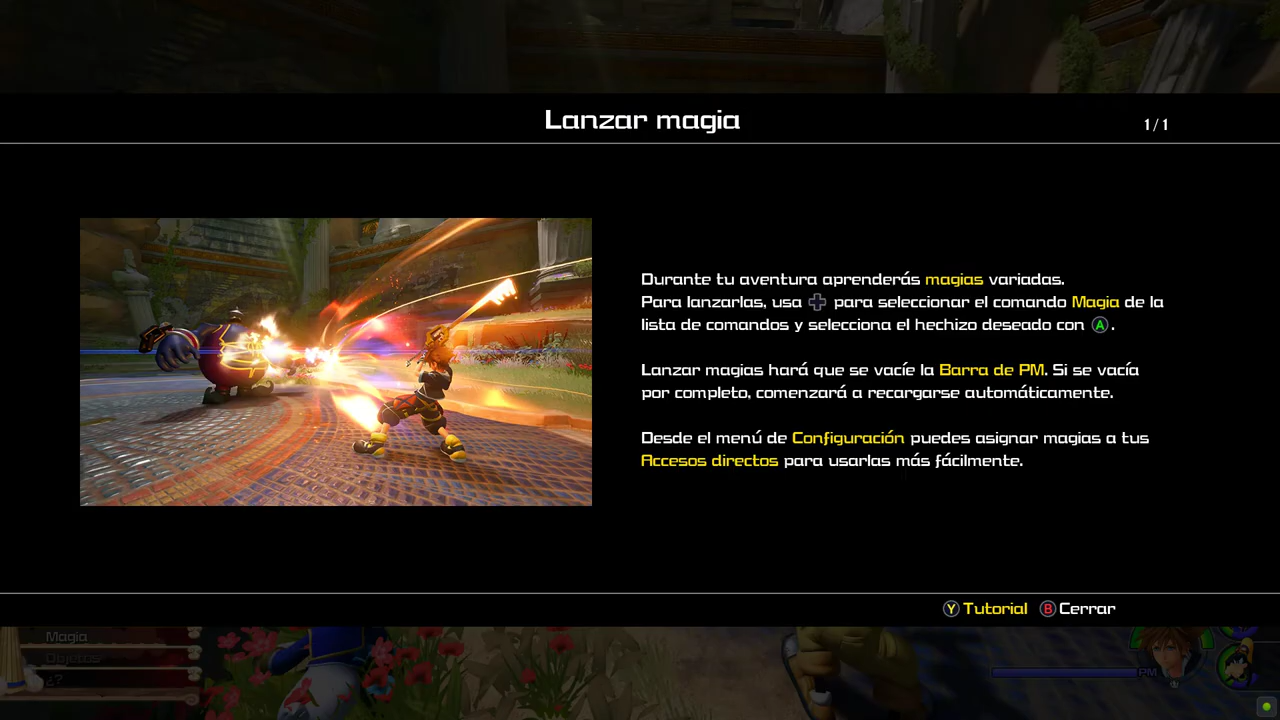 Lanzar magia
1/1
Durante tu aventura aprenderás magias variadas.
Para lanzarlas, usa para seleccionar el comando Magia de la
lista de comandos y selecciona el hechizo deseado con A.
Lanzar magias hará que se vacíe la Barra de PM. Si se vacía
por completo, comenzará a recargarse automáticamente.
Desde el menú de Configuración puedes asignar magias a tus
Accesos directos para usarlas más fácilmente.
Y Tutorial B Cerrar
Magia
Objetos
¿?
PM